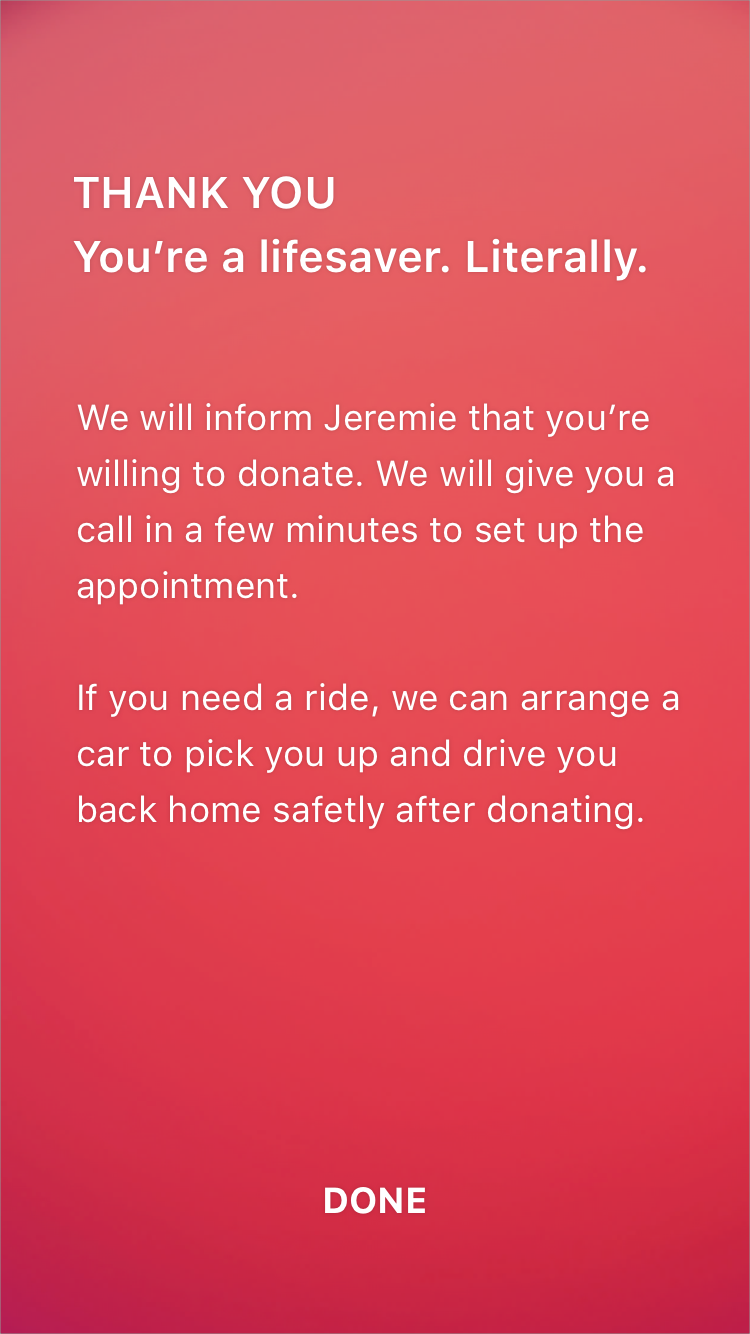 THANK YOU
You’re a lifesaver. Literally.
We will inform Jeremie that you’re
willing to donate. We will give you a
call in a few minutes to set up the
appointment.
If you need a ride, we can arrange a
car to pick you up and drive you
back home safetly after donating.
DONE